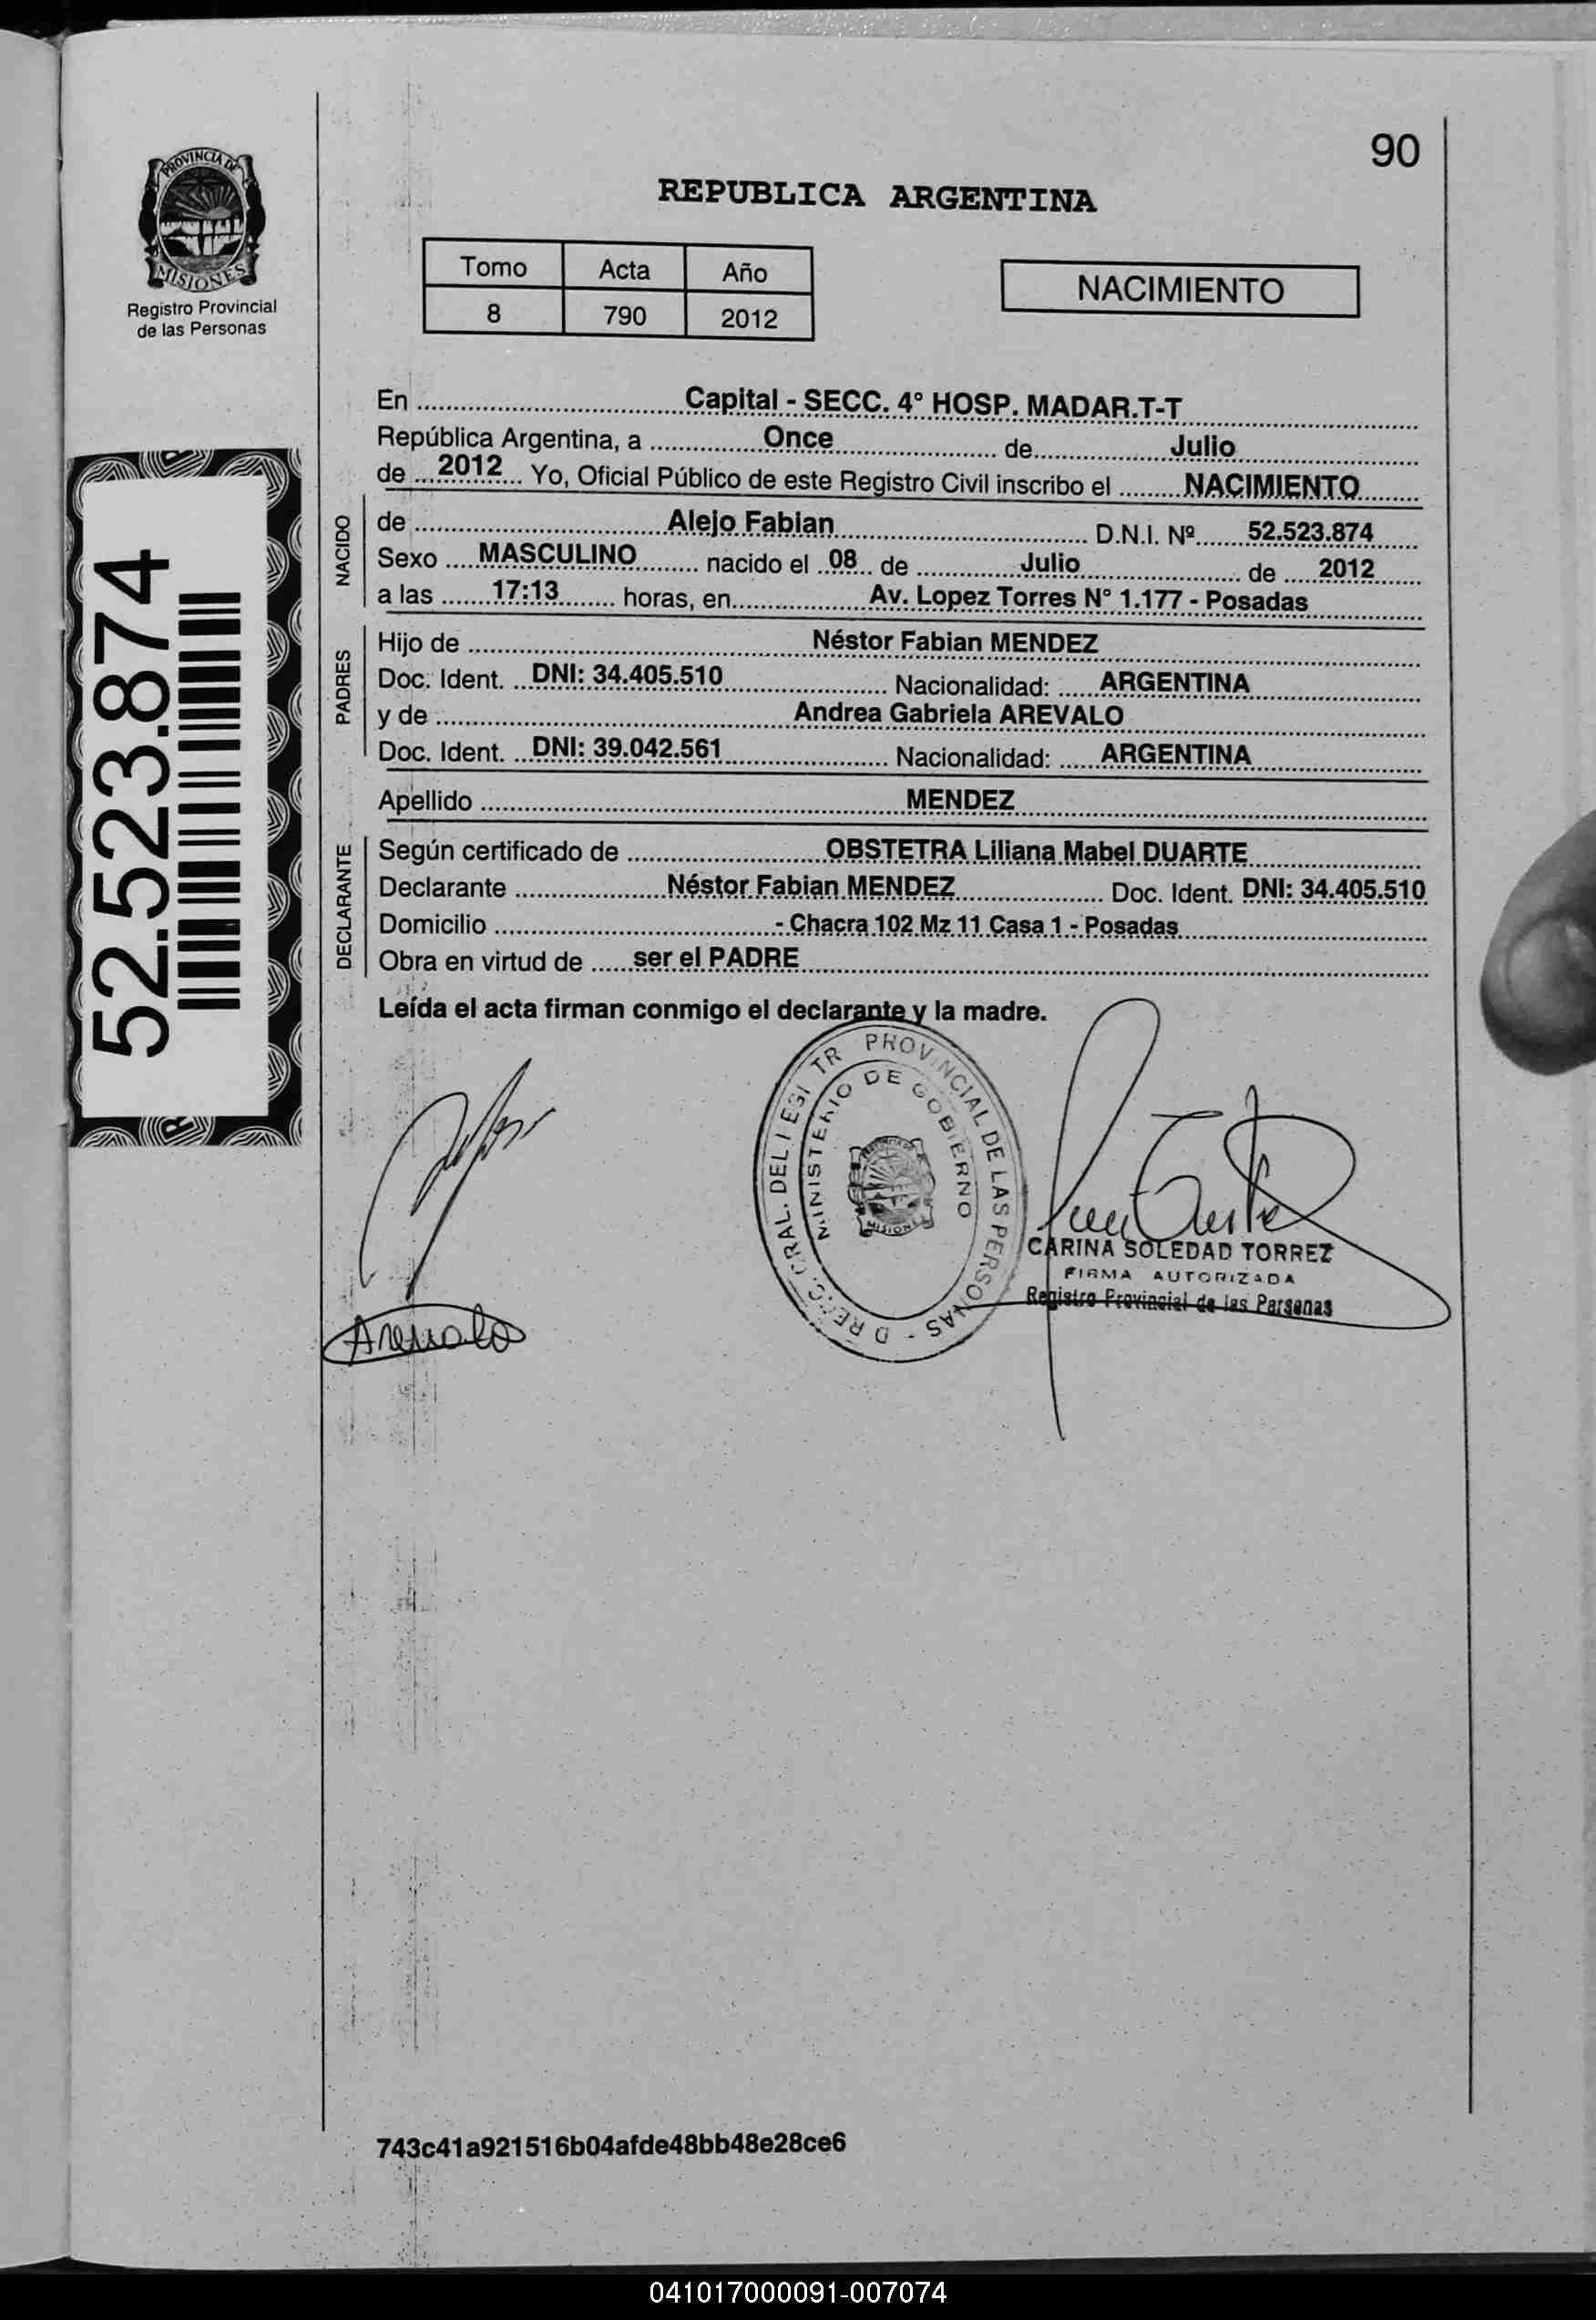 90
PROVINCIA DE
MISIONES
Registro Provincial
de las Personas
REPUBLICA ARGENTINA
Tomo Acta Año
8 790 2012
NACIMIENTO
En Capital - SECC. 4° HOSP. MADAR.T-T
República Argentina, a Once de Julio
de 2012 Yo, Oficial Público de este Registro Civil inscribo el NACIMIENTO
NACIDO
de Alejo Fabian D.N.I. Nº 52.523.874
Sexo MASCULINO nacido el 08 de Julio de 2012
a las 17:13 horas, en Av. Lopez Torres N° 1.177 - Posadas
PADRES
Hijo de Néstor Fabian MENDEZ
Doc. Ident. DNI: 34.405.510 Nacionalidad: ARGENTINA
y de Andrea Gabriela AREVALO
Doc. Ident. DNI: 39.042.561 Nacionalidad: ARGENTINA
Apellido MENDEZ
DECLARANTE
Según certificado de OBSTETRA Liliana Mabel DUARTE
Declarante Néstor Fabian MENDEZ Doc. Ident. DNI: 34.405.510
Domicilio - Chacra 102 Mz 11 Casa 1 - Posadas
Obra en virtud de ser el PADRE
Leída el acta firman conmigo el declarante y la madre.
52.523.874
PROVINCIAL DE LAS PERSONAS
MINISTERIO DE GOBIERNO
MISIONES
Arevalo
CARINA SOLEDAD TORREZ
FIRMA AUTORIZADA
Registro Provincial de las Personas
743c41a921516b04afde48bb48e28ce6
041017000091-007074